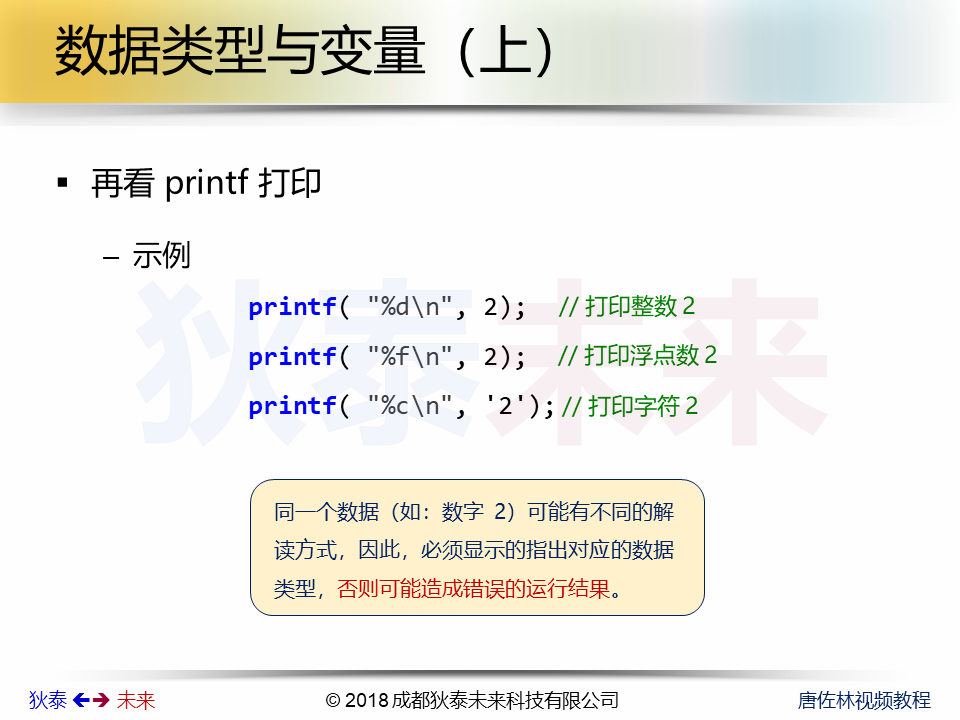 数据类型与变量（上）
▪ 再看 printf 打印
– 示例
狄泰未来
printf( "%d\n", 2); // 打印整数 2
printf( "%f\n", 2); // 打印浮点数 2
printf( "%c\n", '2'); // 打印字符 2
同一个数据（如：数字 2）可能有不同的解
读方式，因此，必须显示的指出对应的数据
类型，否则可能造成错误的运行结果。
狄泰 ←→ 未来 © 2018 成都狄泰未来科技有限公司 唐佐林视频教程